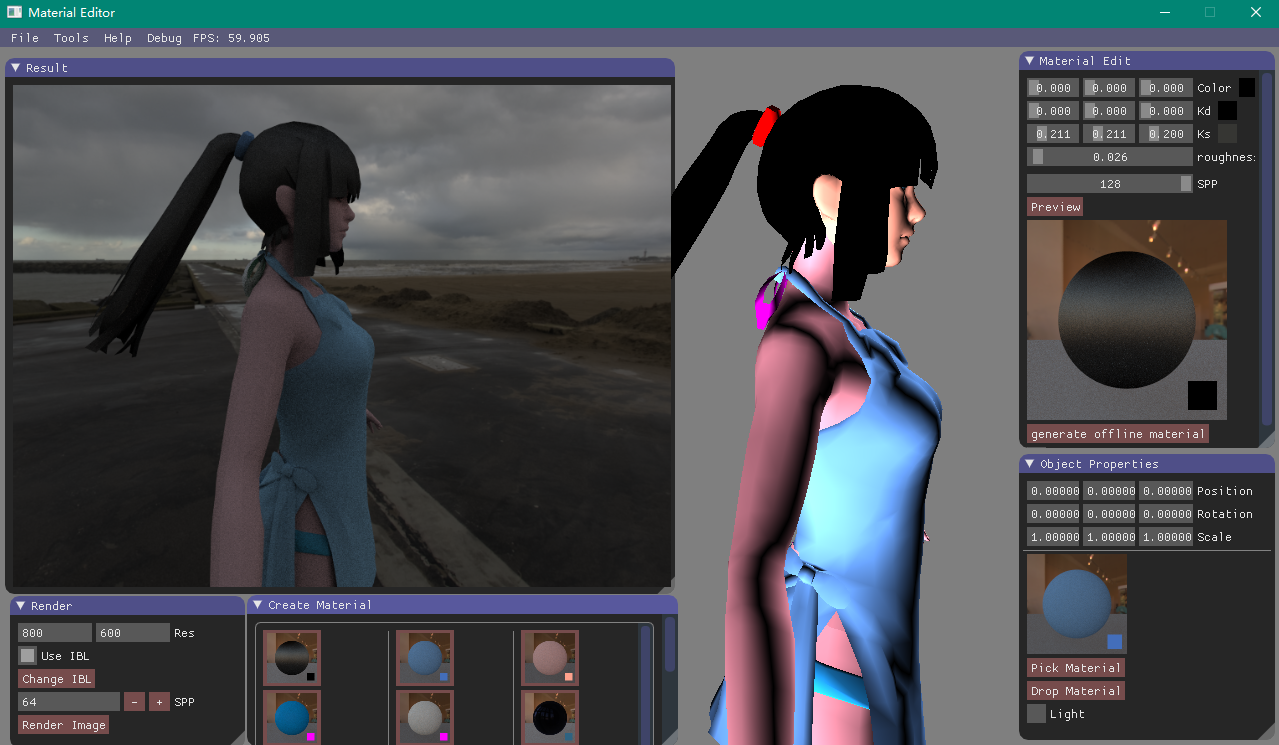 Material Editor
File Tools Help Debug FPS: 59.905
Result
Material Edit
0.000 0.000 0.000 Color
0.000 0.000 0.000 Kd
0.211 0.211 0.200 Ks
0.026 roughnes:
128 SPP
Preview
generate offline material
Object Properties
0.00000 0.00000 0.00000 Position
0.00000 0.00000 0.00000 Rotation
1.00000 1.00000 1.00000 Scale
Pick Material
Drop Material
Light
Render
800 600 Res
Use IBL
Change IBL
64 - + SPP
Render Image
Create Material